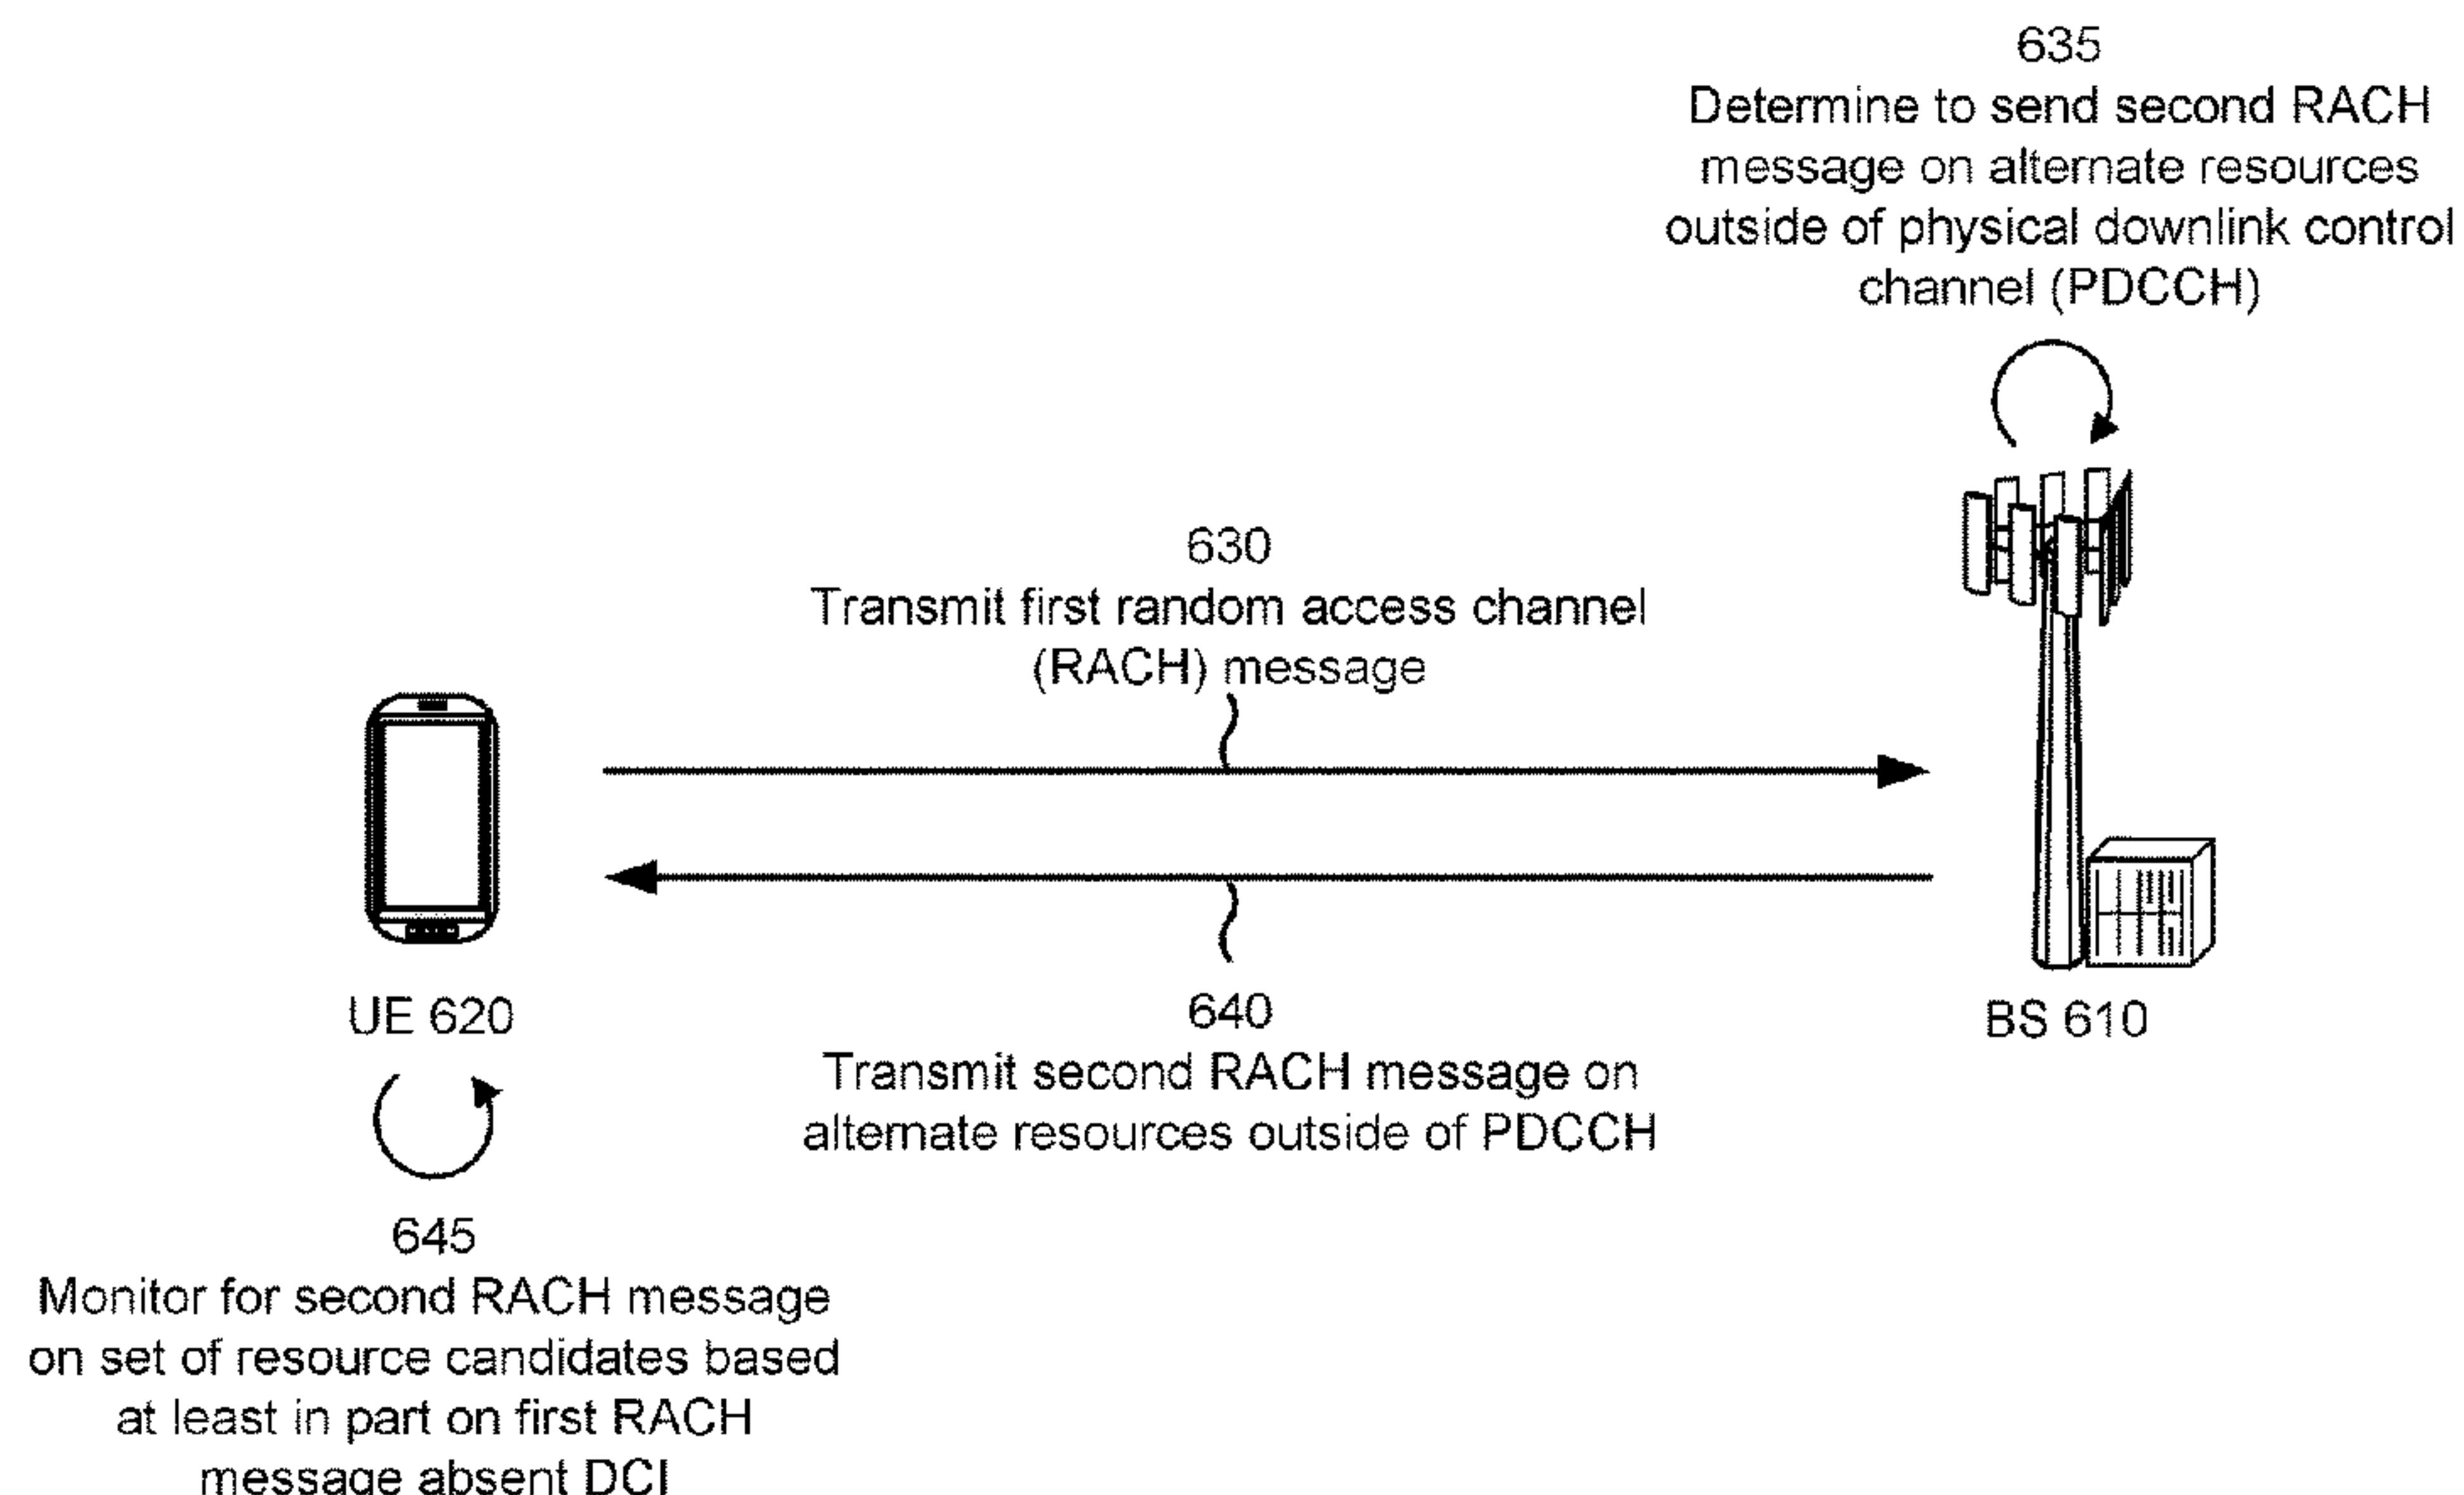 635
Determine to send second RACH
message on alternate resources
outside of physical downlink control
channel (PDCCH)
630
Transmit first random access channel
(RACH) message
UE 620
BS 610
640
Transmit second RACH message on
alternate resources outside of PDCCH
645
Monitor for second RACH message
on set of resource candidates based
at least in part on first RACH
message absent DCI